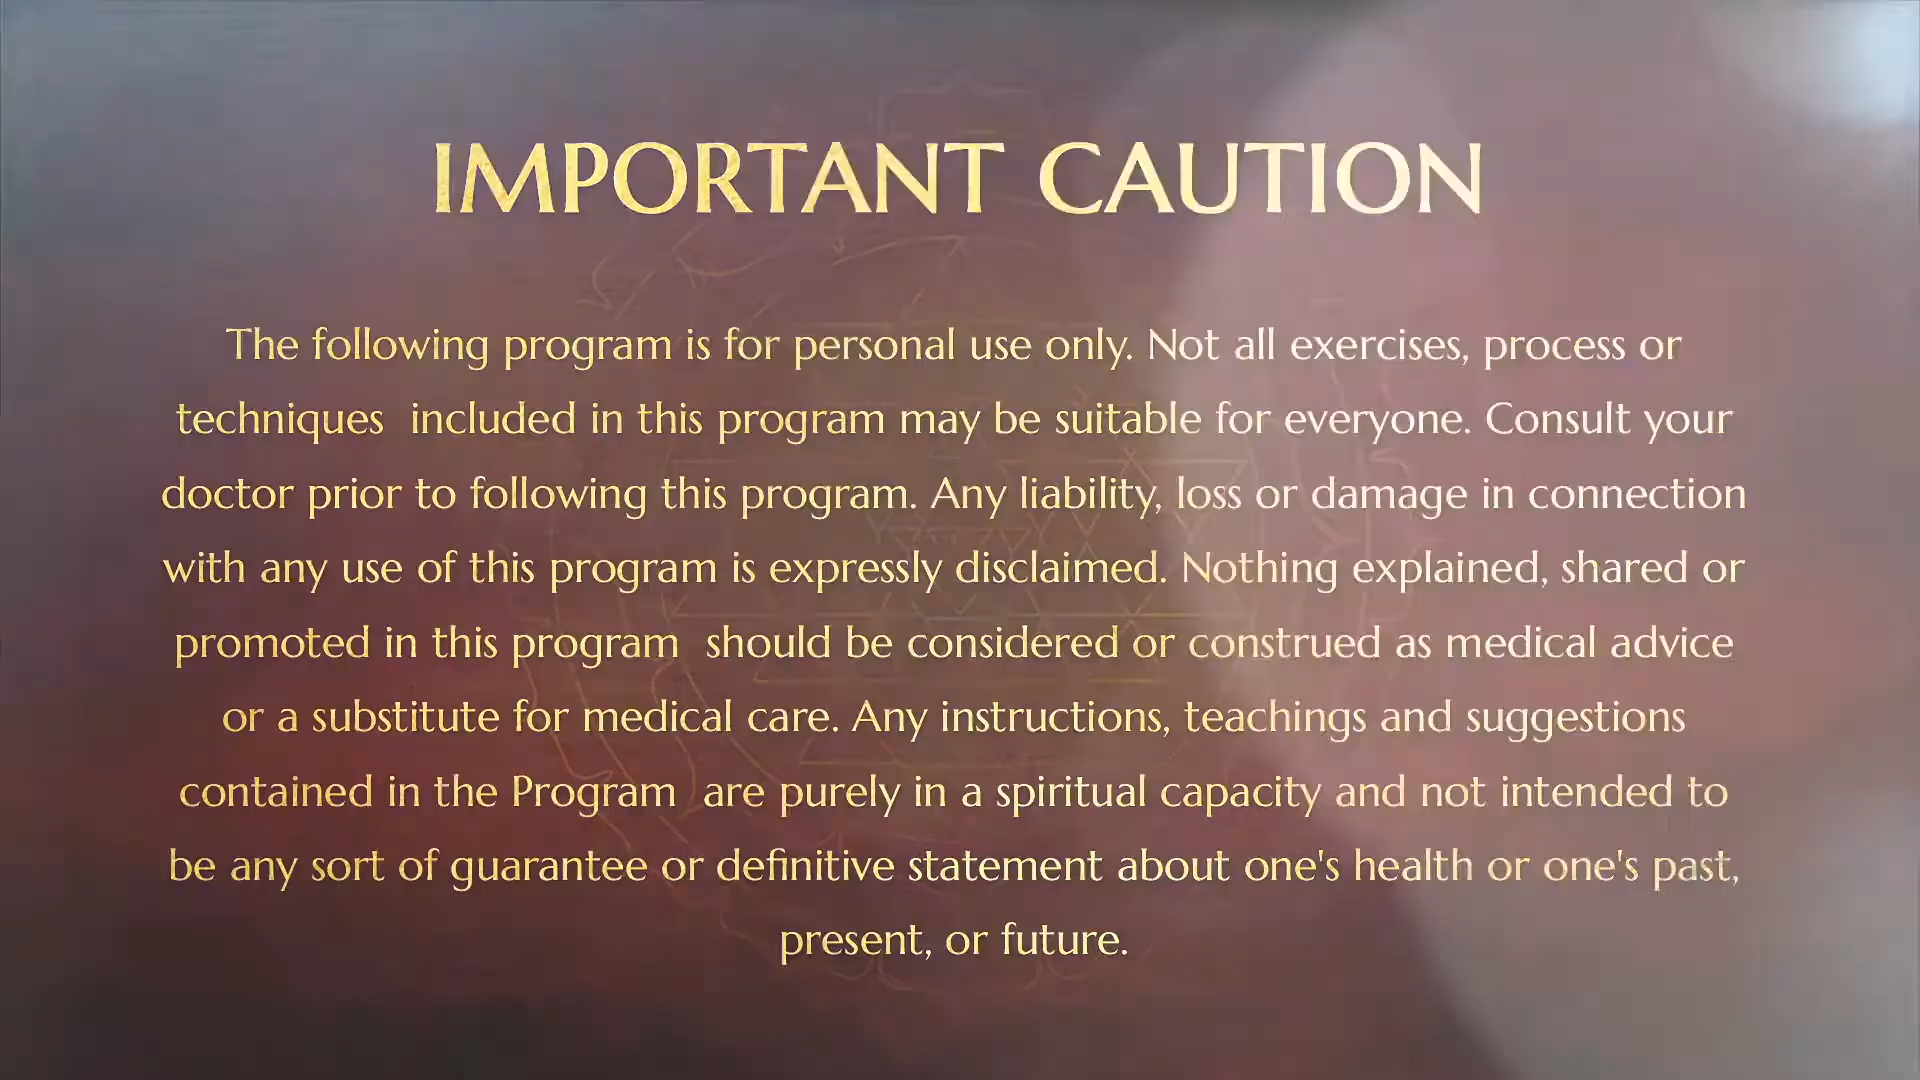 IMPORTANT CAUTION
The following program is for personal use only. Not all exercises, process or
techniques  included in this program may be suitable for everyone. Consult your
doctor prior to following this program. Any liability, loss or damage in connection
with any use of this program is expressly disclaimed. Nothing explained, shared or
promoted in this program  should be considered or construed as medical advice
or a substitute for medical care. Any instructions, teachings and suggestions
contained in the Program  are purely in a spiritual capacity and not intended to
be any sort of guarantee or definitive statement about one's health or one's past,
present, or future.